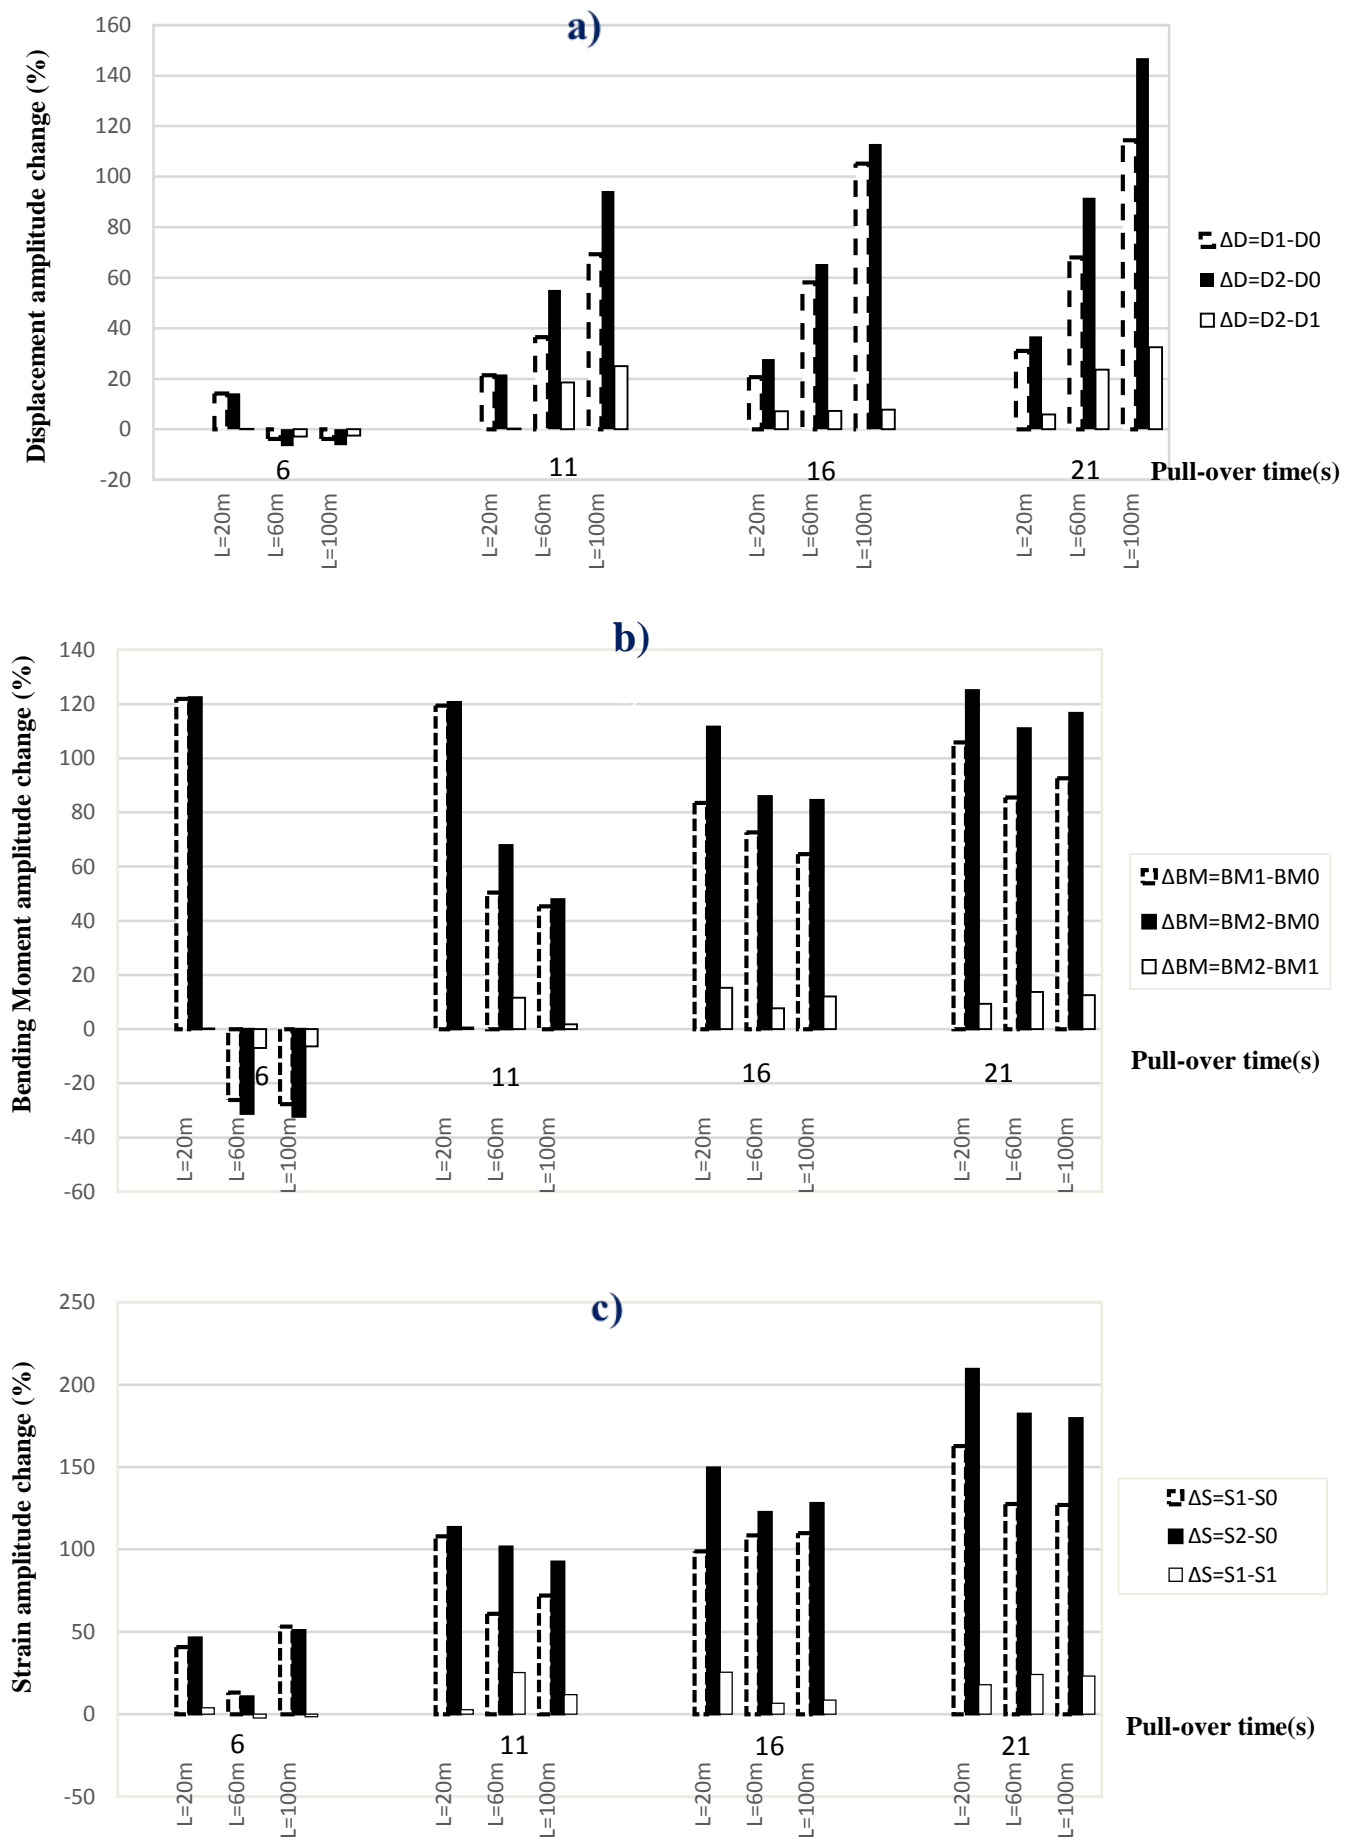 a)
Displacement amplitude change (%)
160
140
120
100
80
60
40
20
0
-20
6
11
16
21
Pull-over time(s)
L=20m
L=60m
L=100m
L=20m
L=60m
L=100m
L=20m
L=60m
L=100m
L=20m
L=60m
L=100m
ΔD=D1-D0
ΔD=D2-D0
ΔD=D2-D1
b)
Bending Moment amplitude change (%)
140
120
100
80
60
40
20
0
-20
-40
-60
6
11
16
21
Pull-over time(s)
L=20m
L=60m
L=100m
L=20m
L=60m
L=100m
L=20m
L=60m
L=100m
L=20m
L=60m
L=100m
ΔBM=BM1-BM0
ΔBM=BM2-BM0
ΔBM=BM2-BM1
c)
Strain amplitude change (%)
250
200
150
100
50
0
-50
6
11
16
21
Pull-over time(s)
L=20m
L=60m
L=100m
L=20m
L=60m
L=100m
L=20m
L=60m
L=100m
L=20m
L=60m
L=100m
ΔS=S1-S0
ΔS=S2-S0
ΔS=S1-S1